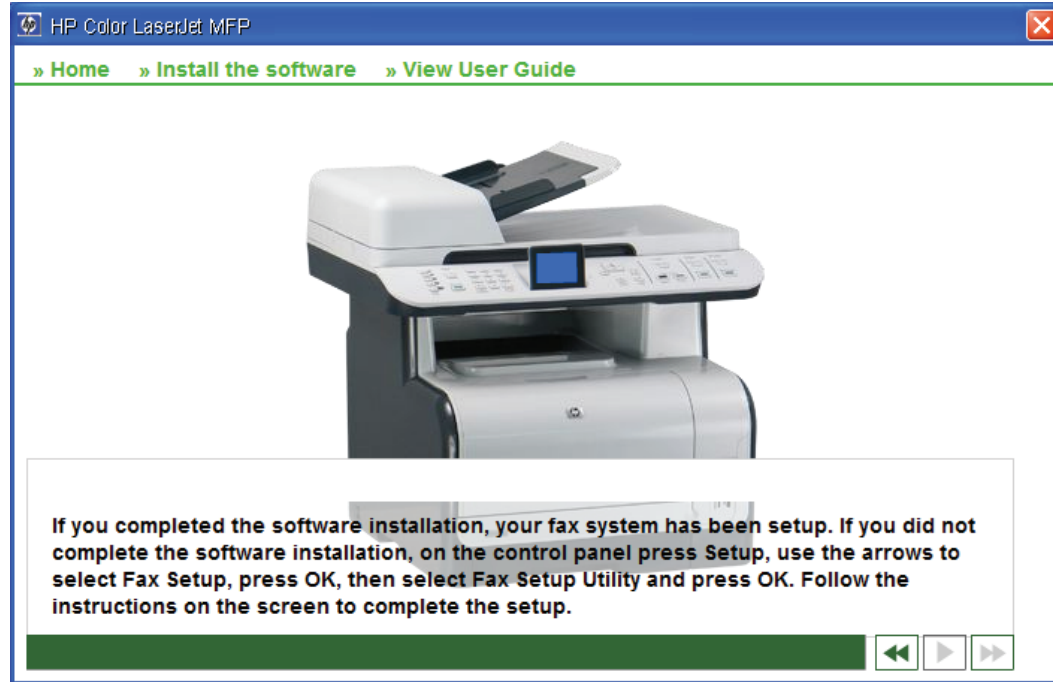 HP Color LaserJet MFP
» Home » Install the software » View User Guide
If you completed the software installation, your fax system has been setup. If you did not
complete the software installation, on the control panel press Setup, use the arrows to
select Fax Setup, press OK, then select Fax Setup Utility and press OK. Follow the
instructions on the screen to complete the setup.